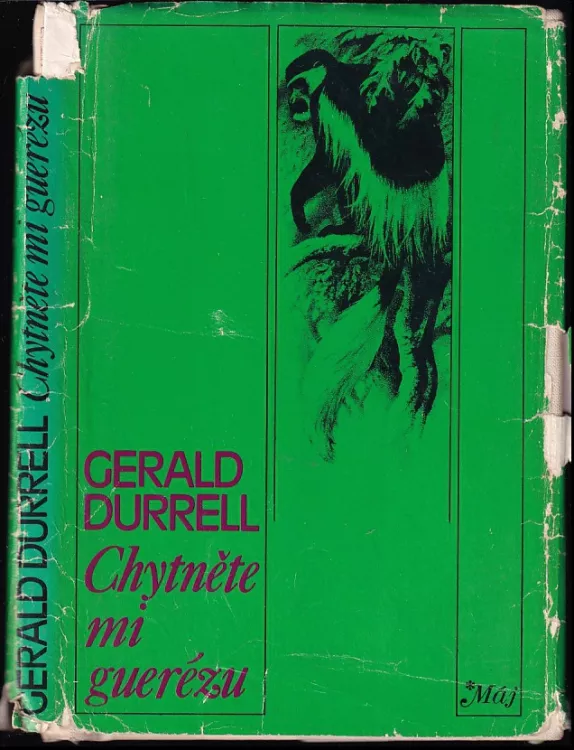 GERALD DURRELL Chytněte mi guerézu
GERALD
DURRELL
Chytněte
mi
guerézu
*Máj